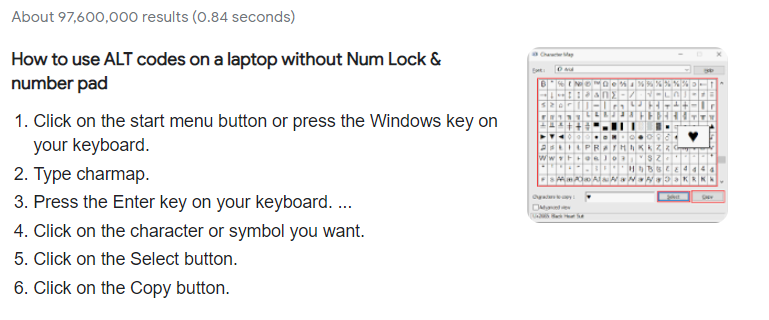 About 97,600,000 results (0.84 seconds)
How to use ALT codes on a laptop without Num Lock &
number pad
1. Click on the start menu button or press the Windows key on
your keyboard.
2. Type charmap.
3. Press the Enter key on your keyboard. ...
4. Click on the character or symbol you want.
5. Click on the Select button.
6. Click on the Copy button.
Character Map
Font : Arial
Help
Characters to copy :
Select
Copy
Advanced view
Black Heart Suit